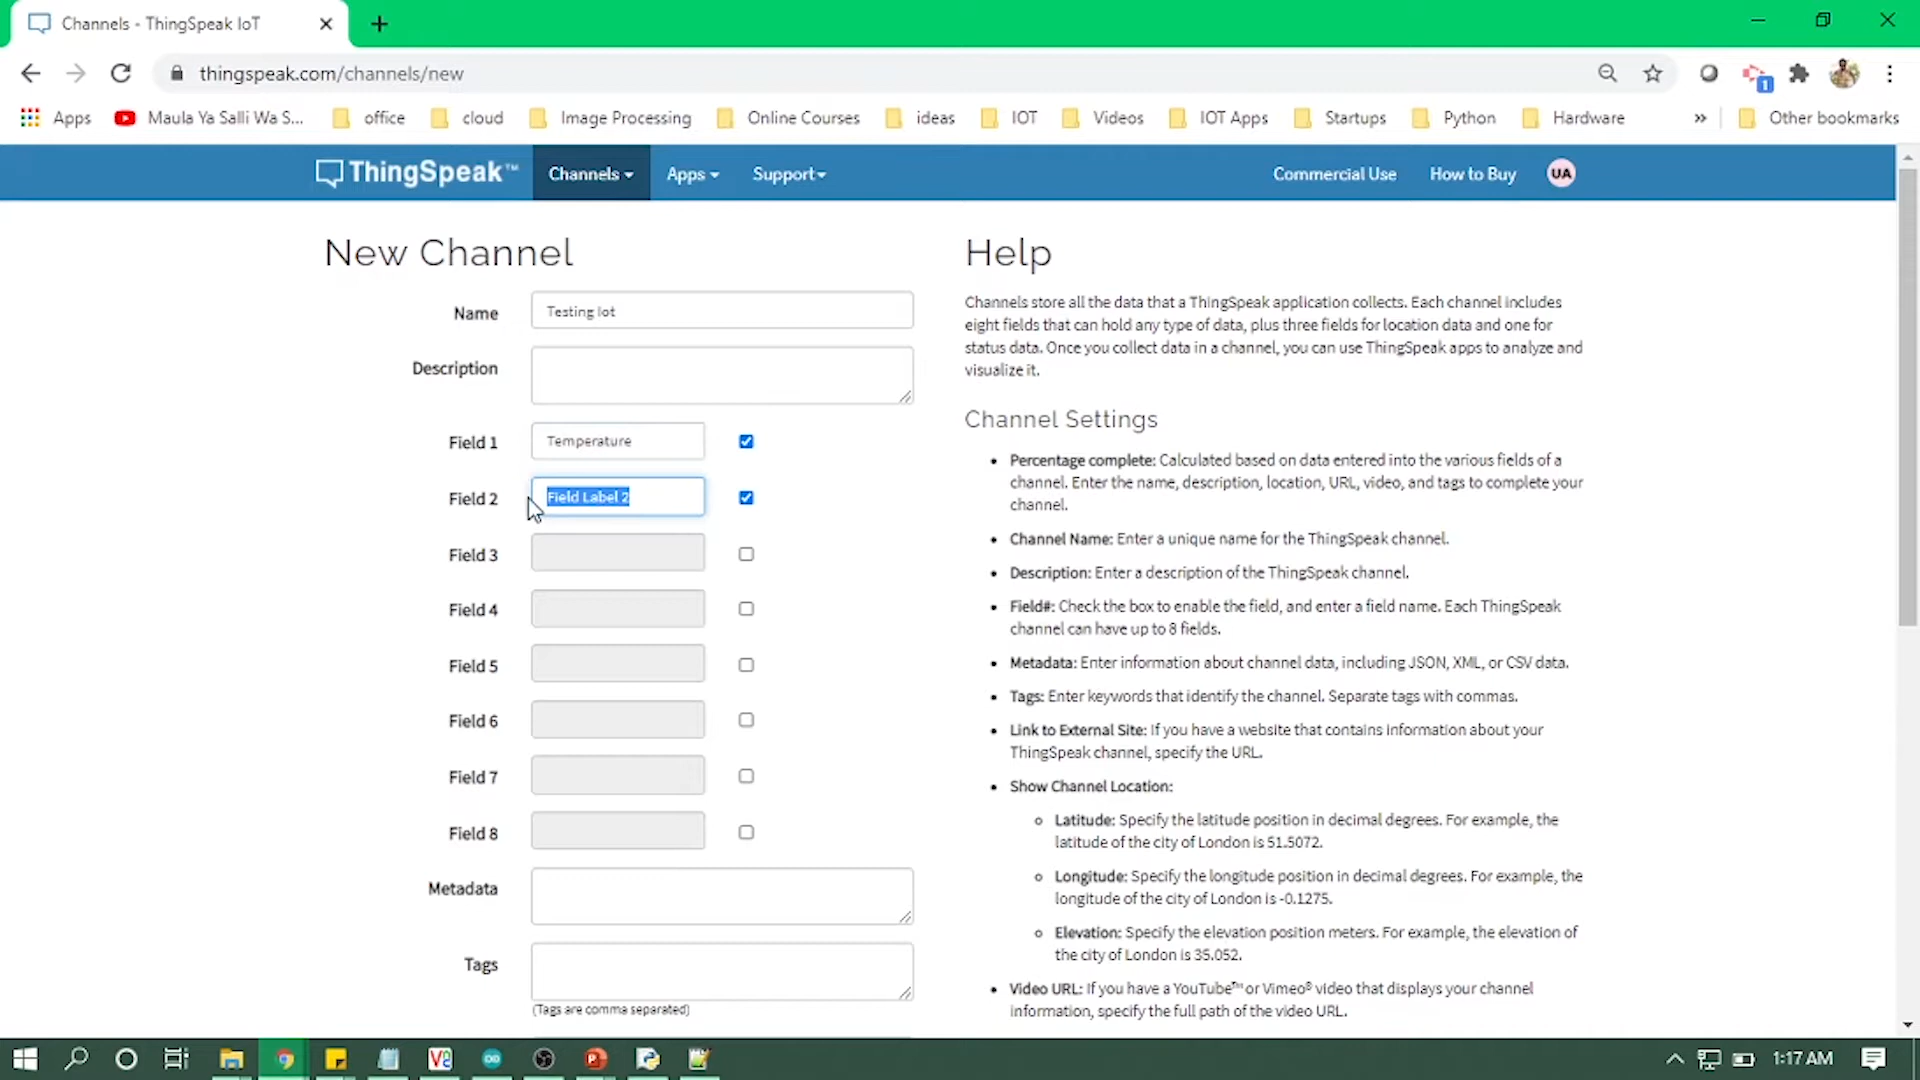 Channels - ThingSpeak IoT
thingspeak.com/channels/new
1
Apps
Maula Ya Salli Wa S...
office
cloud
Image Processing
Online Courses
ideas
IOT
Videos
IOT Apps
Startups
Python
Hardware
»
Other bookmarks
ThingSpeak™
Channels
Apps
Support
Commercial Use
How to Buy
UA
New Channel
Name
Testing Iot
Description
Field 1
Temperature
Field 2
Field Label 2
Field 3
Field 4
Field 5
Field 6
Field 7
Field 8
Metadata
Tags
(Tags are comma separated)
Help
Channels store all the data that a ThingSpeak application collects. Each channel includes
eight fields that can hold any type of data, plus three fields for location data and one for
status data. Once you collect data in a channel, you can use ThingSpeak apps to analyze and
visualize it.
Channel Settings
• Percentage complete: Calculated based on data entered into the various fields of a
channel. Enter the name, description, location, URL, video, and tags to complete your
channel.
• Channel Name: Enter a unique name for the ThingSpeak channel.
• Description: Enter a description of the ThingSpeak channel.
• Field#: Check the box to enable the field, and enter a field name. Each ThingSpeak
channel can have up to 8 fields.
• Metadata: Enter information about channel data, including JSON, XML, or CSV data.
• Tags: Enter keywords that identify the channel. Separate tags with commas.
• Link to External Site: If you have a website that contains information about your
ThingSpeak channel, specify the URL.
• Show Channel Location:
○ Latitude: Specify the latitude position in decimal degrees. For example, the
latitude of the city of London is 51.5072.
○ Longitude: Specify the longitude position in decimal degrees. For example, the
longitude of the city of London is -0.1275.
○ Elevation: Specify the elevation position meters. For example, the elevation of
the city of London is 35.052.
• Video URL: If you have a YouTube™ or Vimeo® video that displays your channel
information, specify the full path of the video URL.
1:17 AM